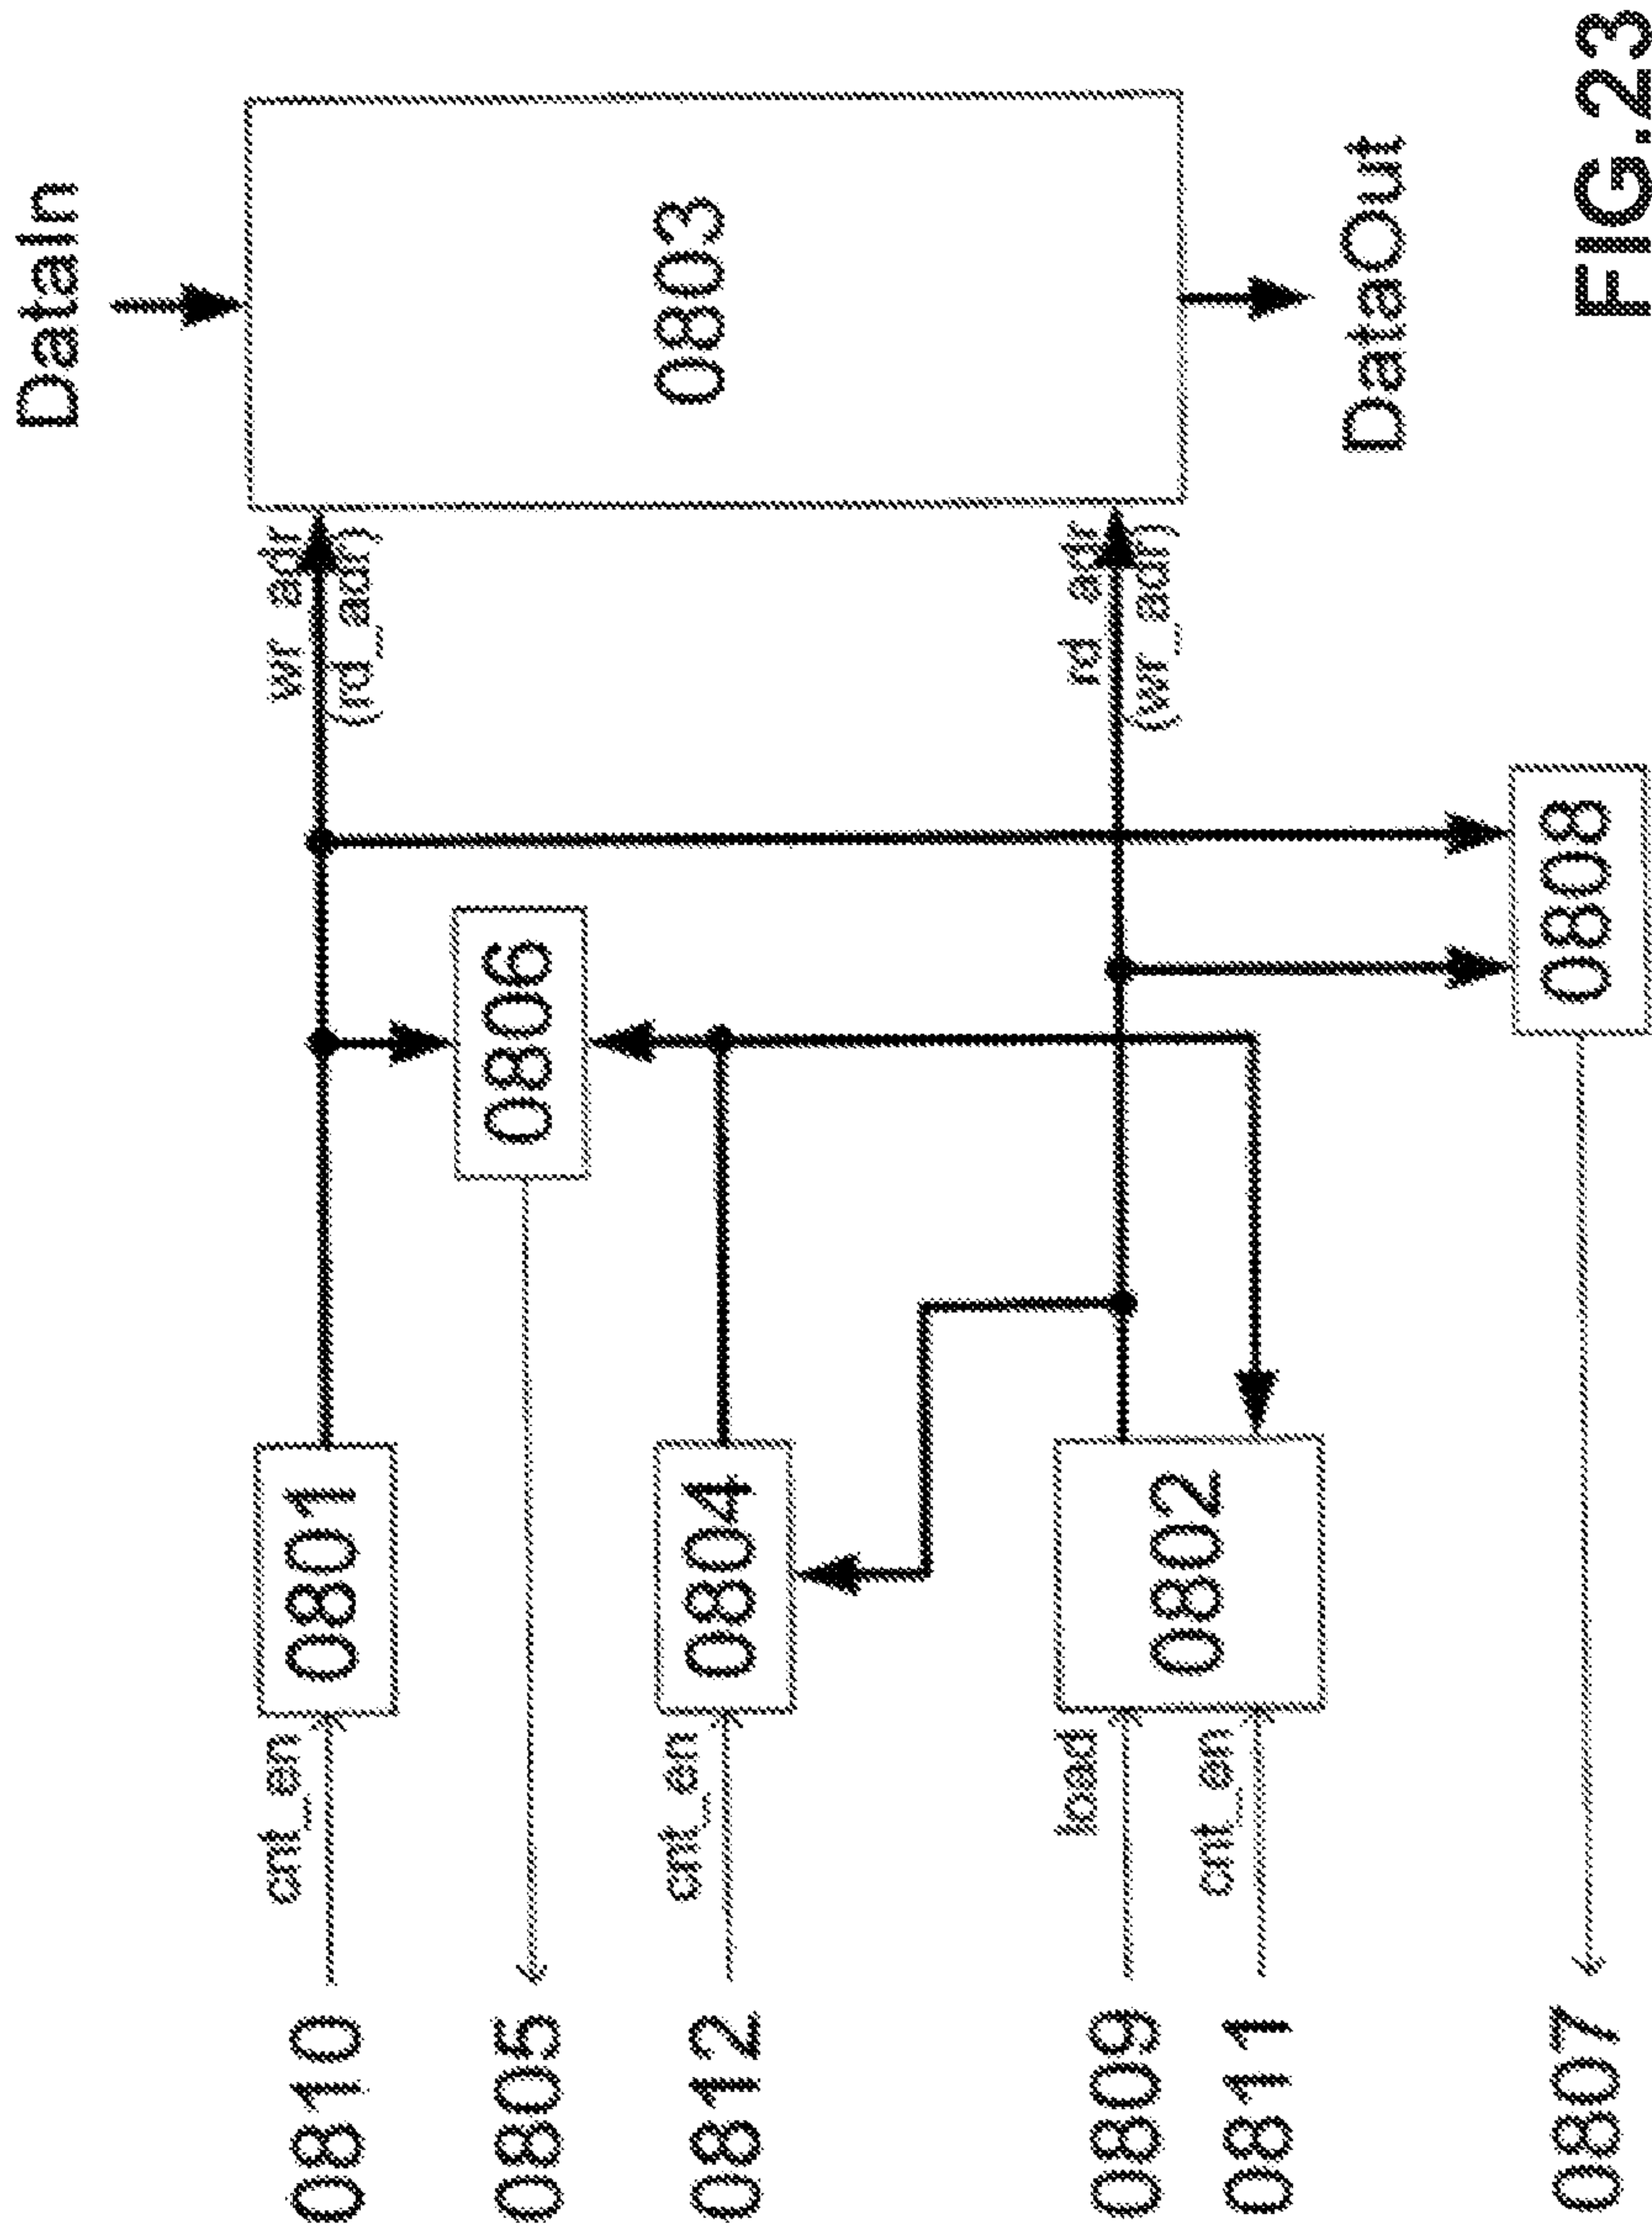 DataIn
cnt_en
wr_adr
0810
0801
(rd_adr)
0805
0806
cnt_en
0812
0804
0803
load
rd_adr
0809
(wr_adr)
0802
cnt_en
0811
DataOut
0807
0808
FIG.23